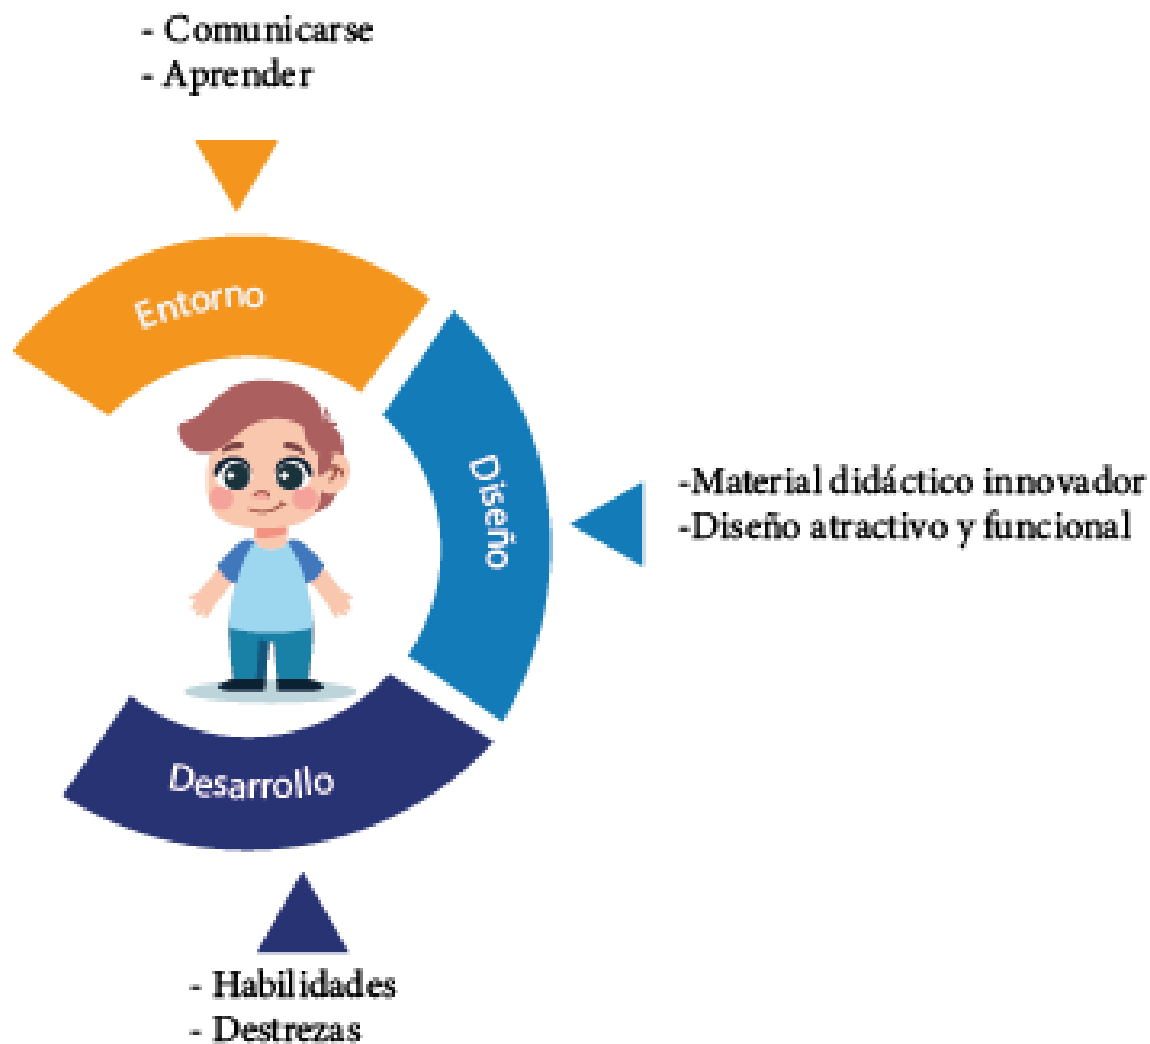 - Comunicarse
- Aprender
Entorno
Diseño
-Material didáctico innovador
-Diseño atractivo y funcional
Desarrollo
- Habilidades
- Destrezas